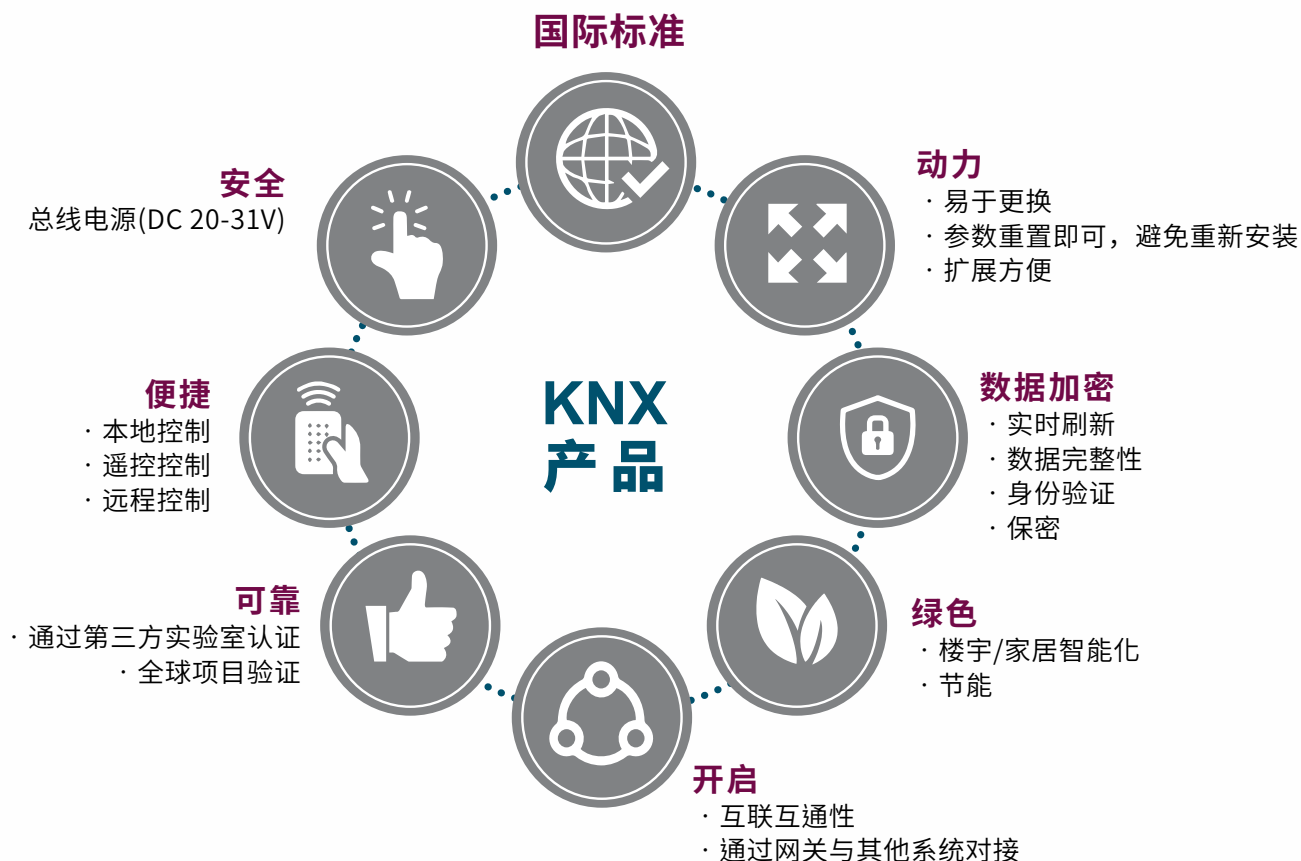 国际标准
安全
总线电源(DC 20-31V)
动力
· 易于更换
· 参数重置即可，避免重新安装
· 扩展方便
便捷
· 本地控制
· 遥控控制
· 远程控制
KNX
产品
数据加密
· 实时刷新
· 数据完整性
· 身份验证
· 保密
可靠
· 通过第三方实验室认证
· 全球项目验证
绿色
· 楼宇/家居智能化
· 节能
开启
· 互联互通性
· 通过网关与其他系统对接